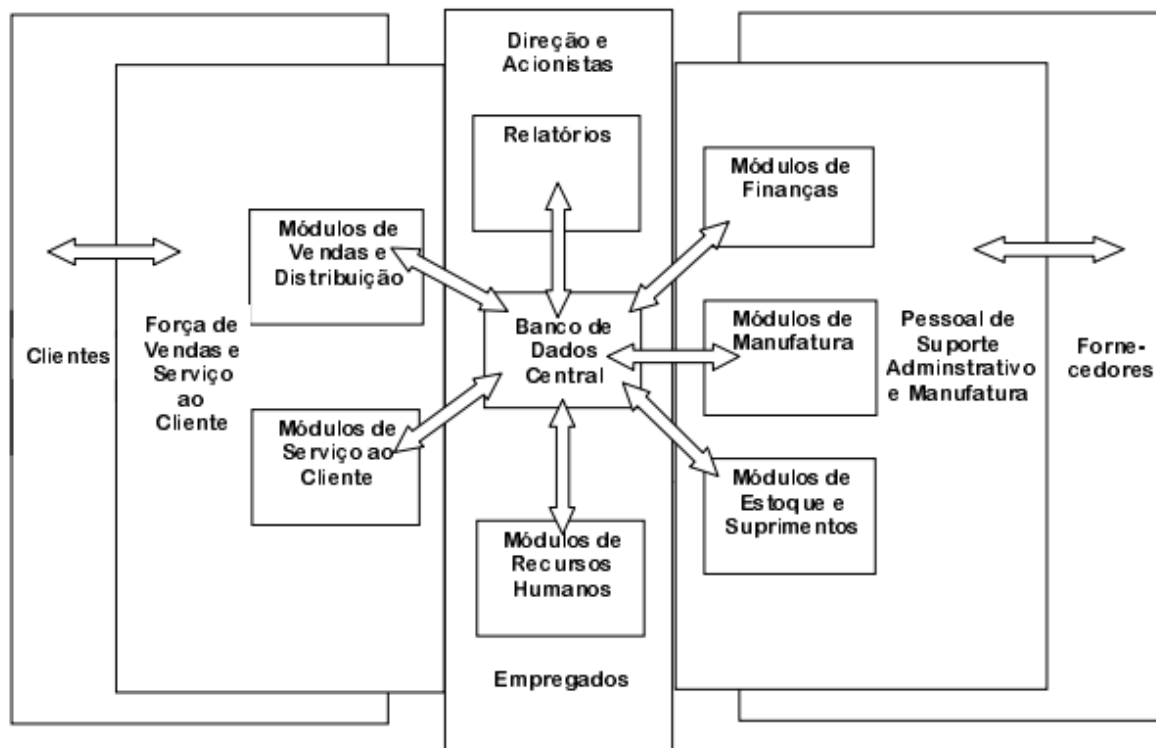 Direção e
Acionistas
Relatórios
Módulos de
Finanças
Módulos de
Vendas e
Distribuição
Clientes
Força de
Vendas e
Serviço
ao
Cliente
Banco de
Dados
Central
Módulos de
Manufatura
Pessoal de
Suporte
Adminstrativo
e Manufatura
Forne-
cedores
Módulos de
Serviço ao
Cliente
Módulos de
Estoque e
Suprimentos
Módulos de
Recursos
Humanos
Empregados